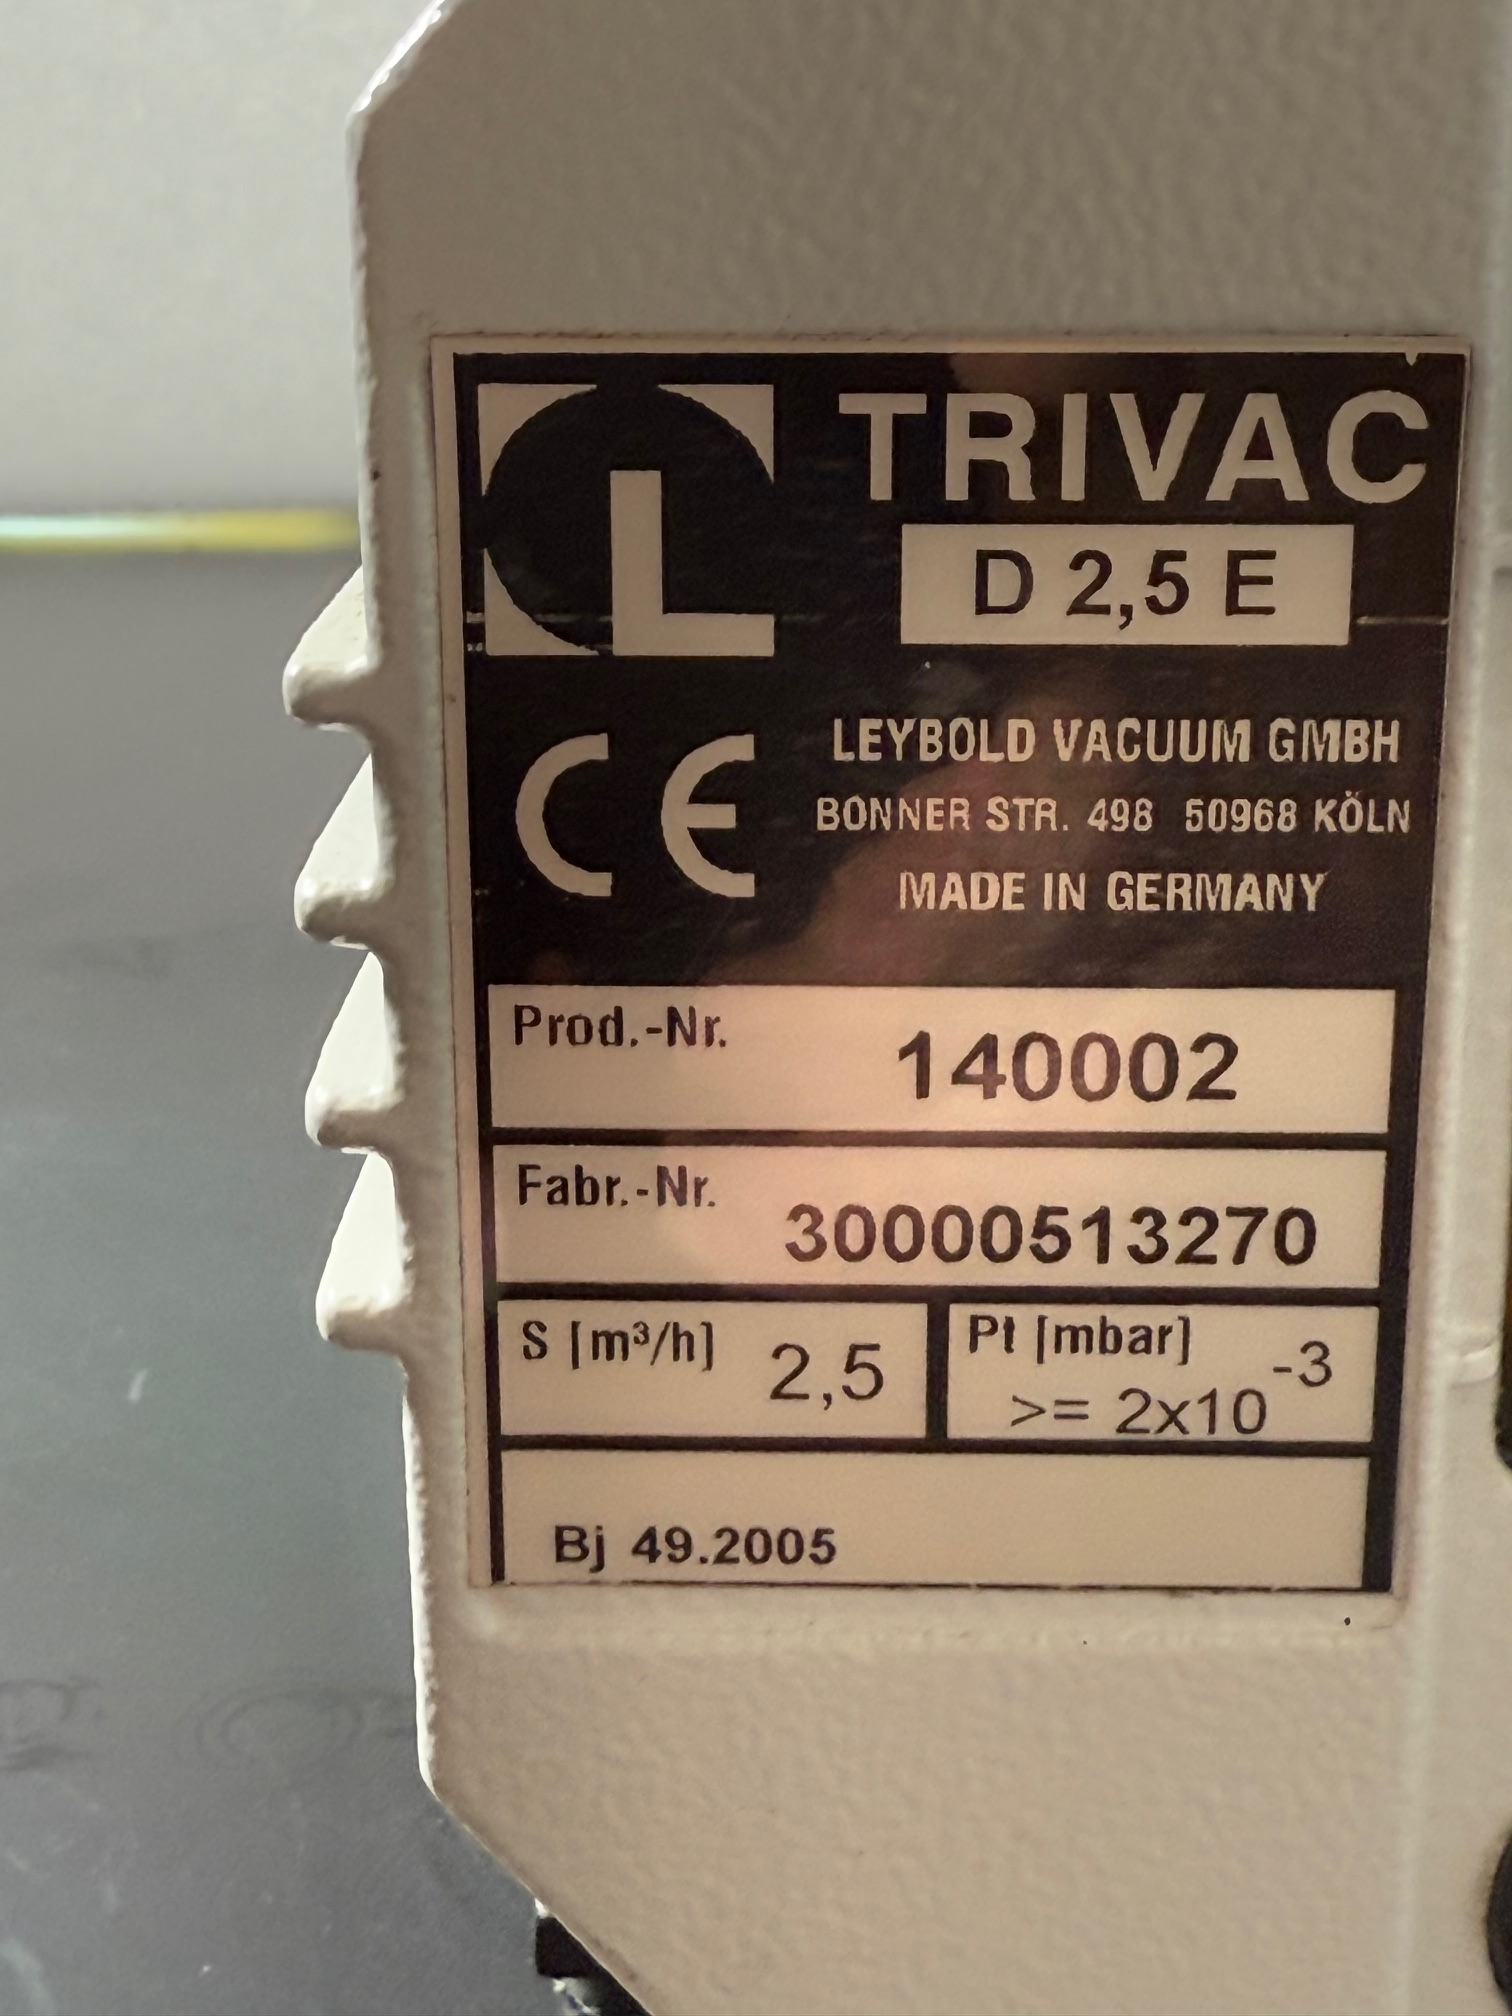 L
TRIVAC
D 2,5 E
CE
LEYBOLD VACUUM GMBH
BONNER STR. 498 50968 KÖLN
MADE IN GERMANY
Prod.-Nr. 140002
Fabr.-Nr. 30000513270
S [m³/h] 2,5
Pt [mbar] >= 2x10⁻³
Bj 49.2005